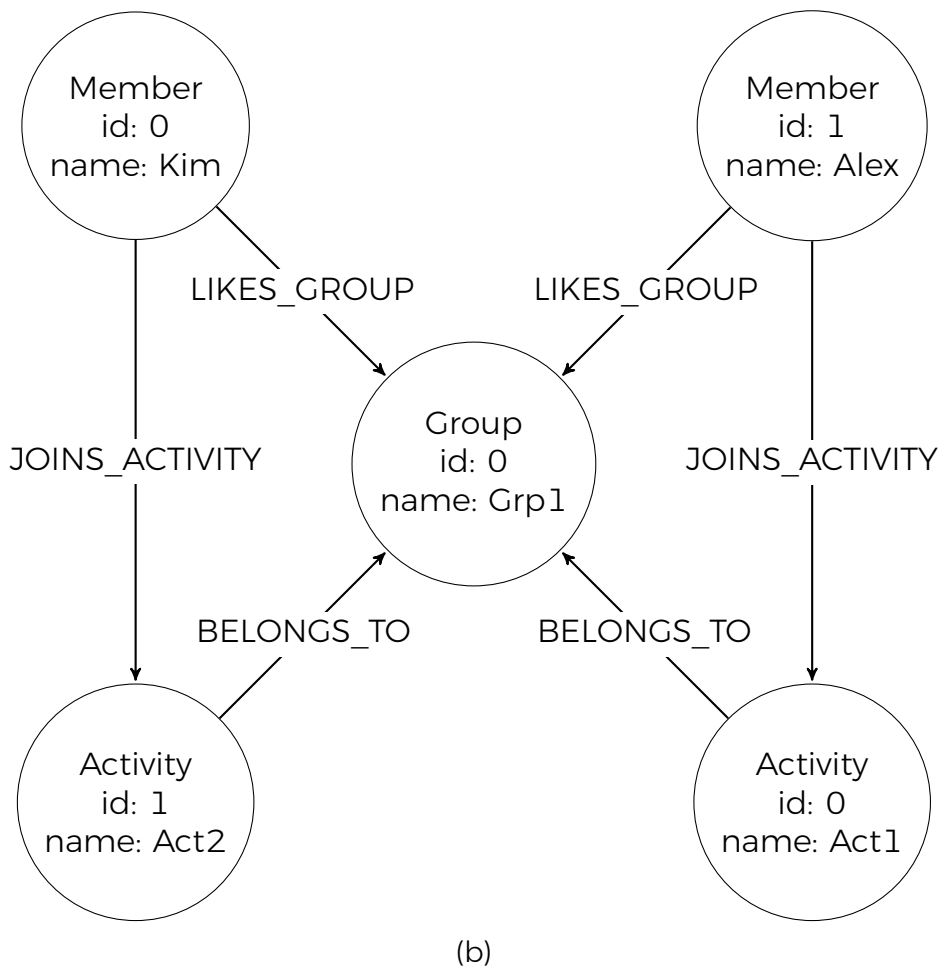 Member
id: 0
name: Kim
Member
id: 1
name: Alex
LIKES_GROUP
LIKES_GROUP
Group
id: 0
name: Grp1
JOINS_ACTIVITY
JOINS_ACTIVITY
BELONGS_TO
BELONGS_TO
Activity
id: 1
name: Act2
Activity
id: 0
name: Act1
(b)